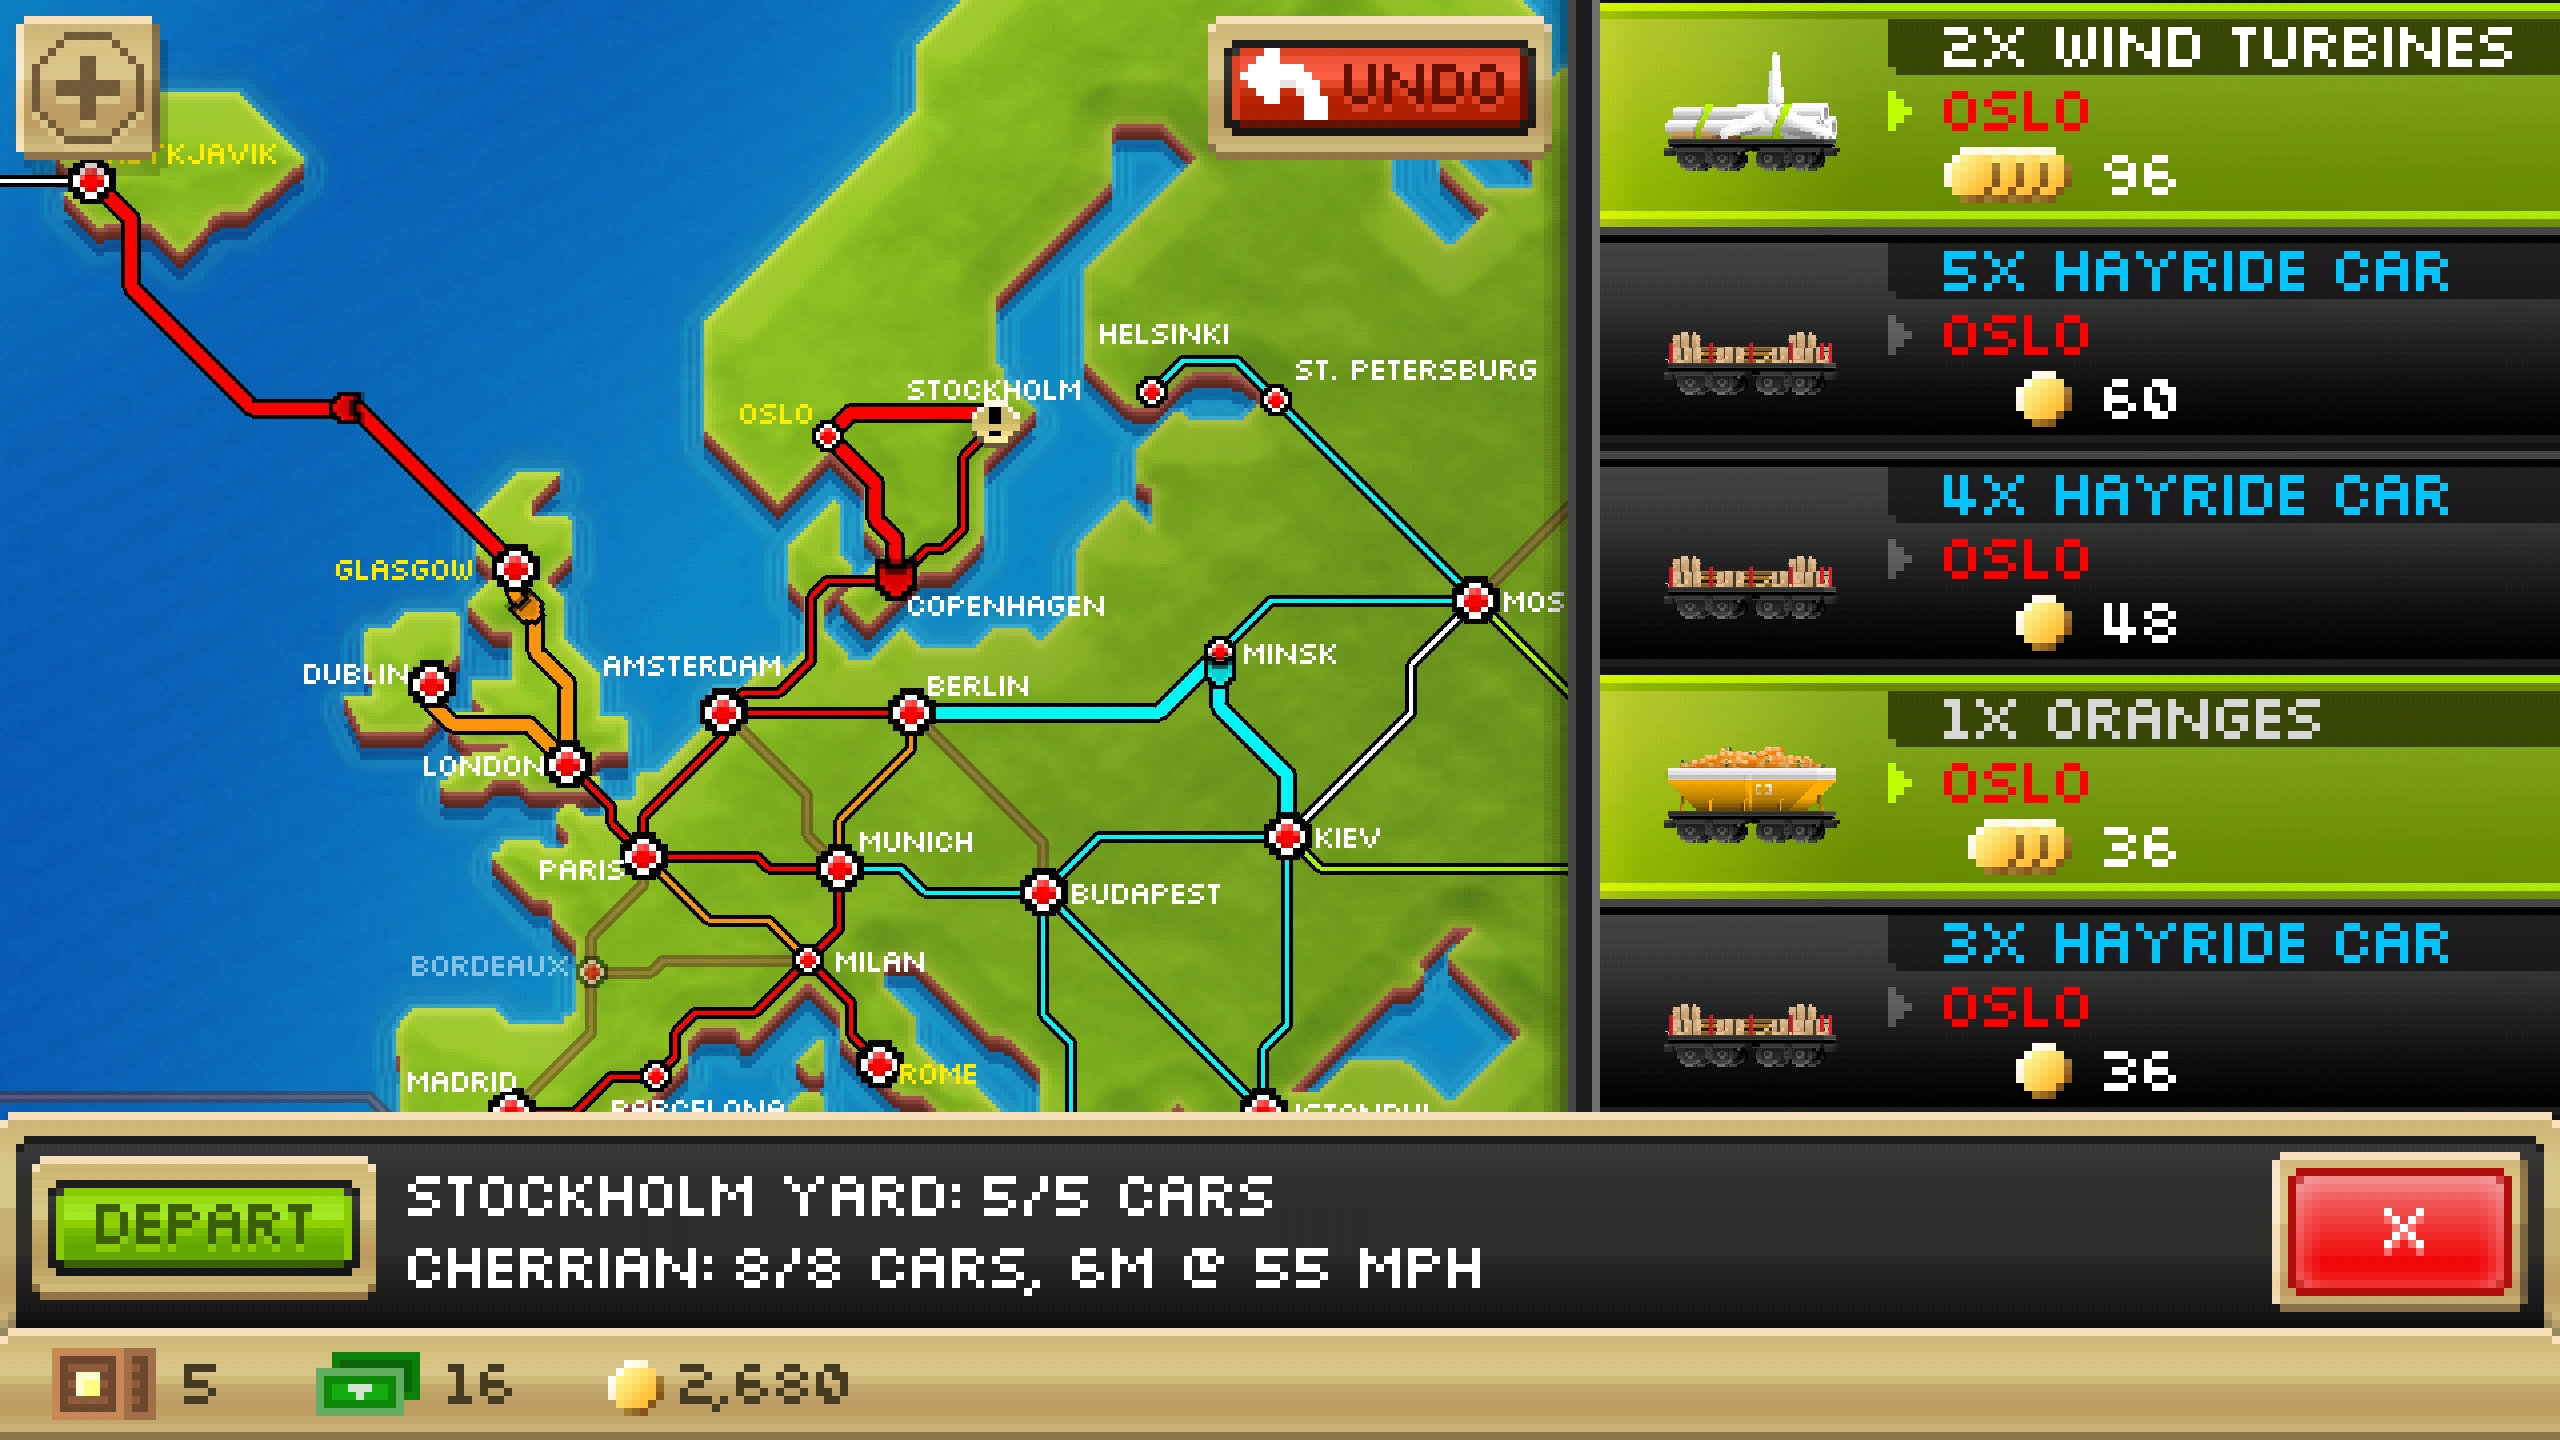 UNDO
OSLO
STOCKHOLM
HELSINKI
ST. PETERSBURG
GLASGOW
COPENHAGEN
DUBLIN
AMSTERDAM
BERLIN
MINSK
MOS
LONDON
PARIS
MUNICH
KIEV
BUDAPEST
BORDEAUX
MILAN
MADRID
ROME
BARCELONA
ISTANBUL
2X WIND TURBINES
OSLO
96
5X HAYRIDE CAR
OSLO
60
4X HAYRIDE CAR
OSLO
48
1X ORANGES
OSLO
36
3X HAYRIDE CAR
OSLO
36
DEPART
STOCKHOLM YARD: 5/5 CARS
CHERRIAN: 8/8 CARS, 6M @ 55 MPH
X
5
16
2,680